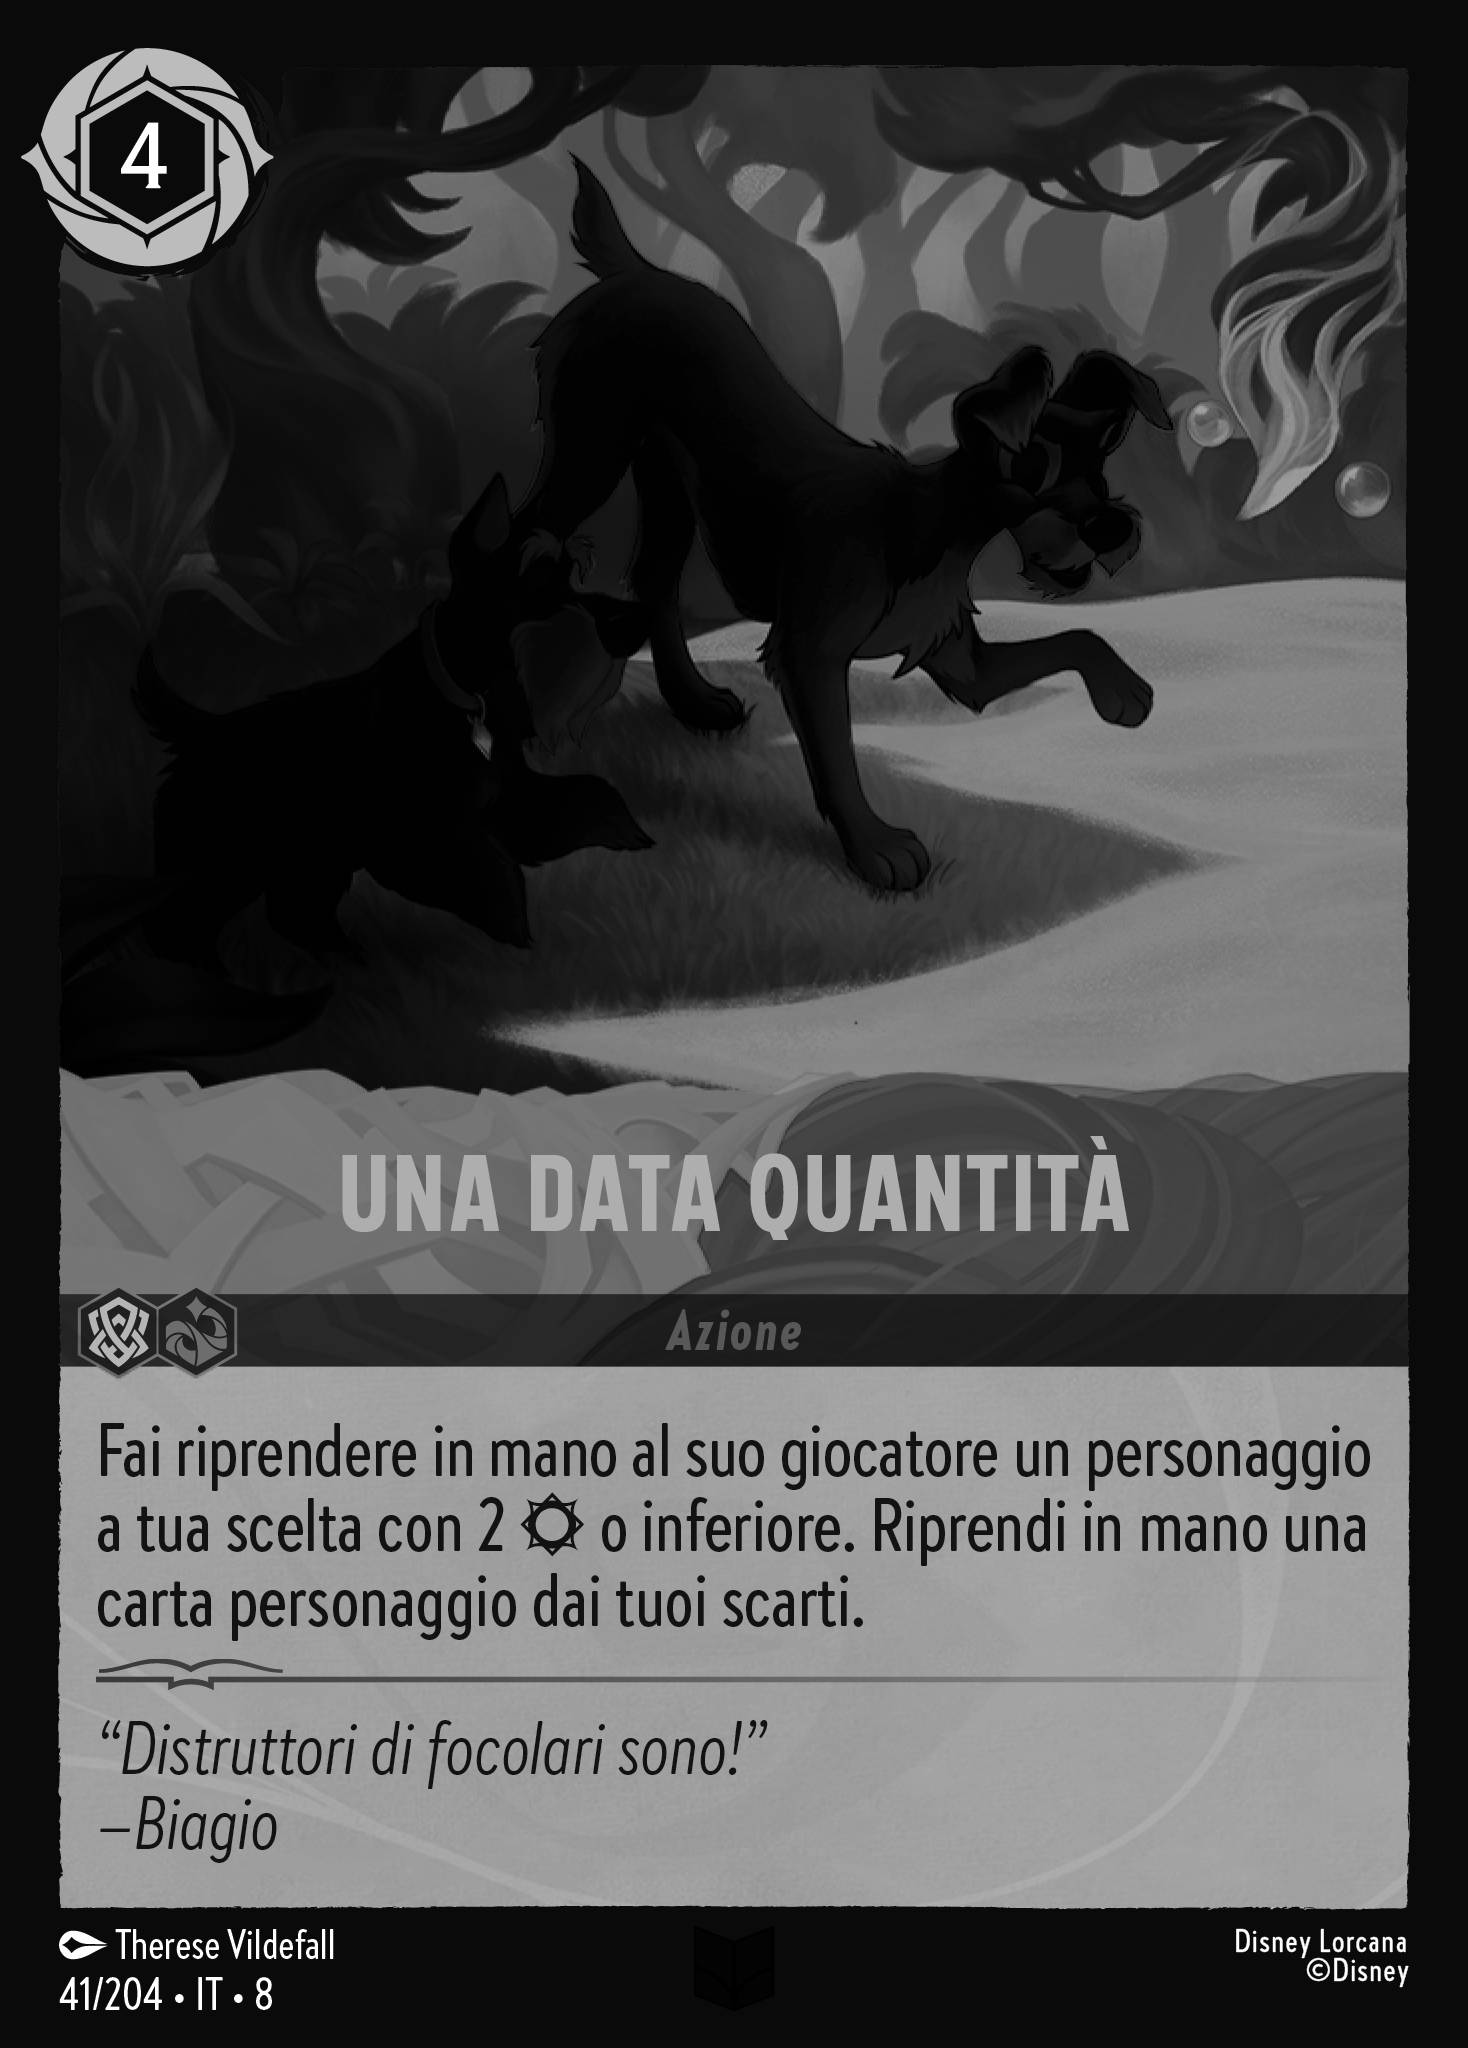 4
UNA DATA QUANTITÀ
Azione
Fai riprendere in mano al suo giocatore un personaggio
a tua scelta con 2 o inferiore. Riprendi in mano una
carta personaggio dai tuoi scarti.
“Distruttori di focolari sono!”
–Biagio
Therese Vildefall
41/204 • IT • 8
Disney Lorcana
©Disney